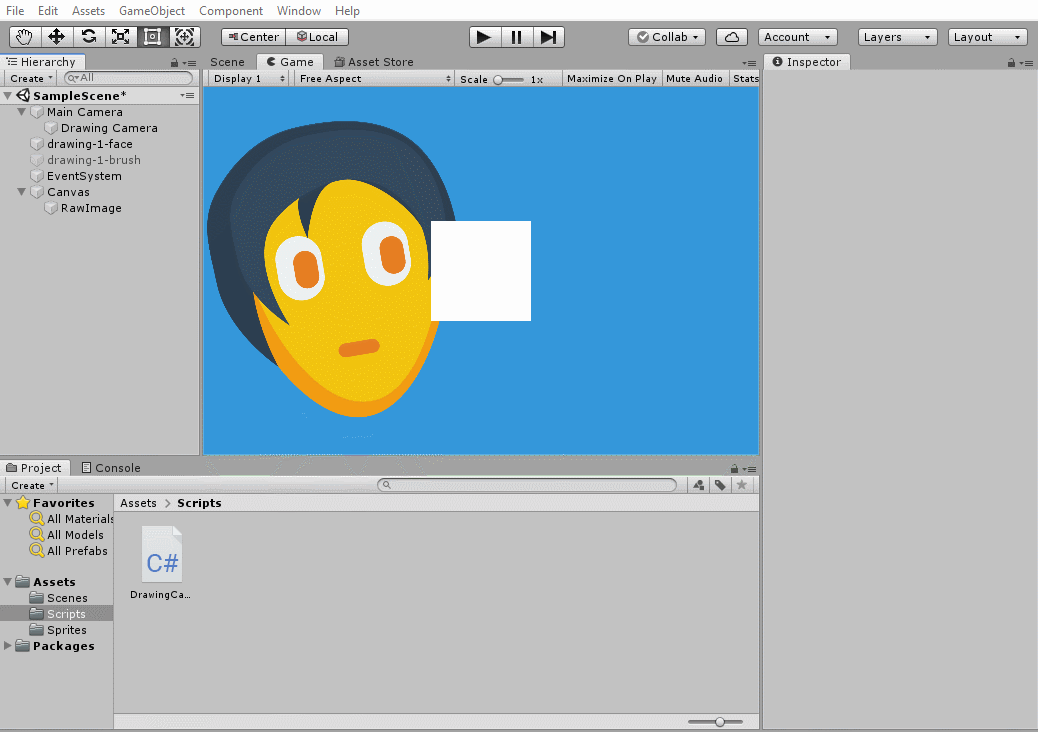 File Edit Assets GameObject Component Window Help
Center Local Collab Account Layers Layout
Hierarchy
Create All
SampleScene*
Main Camera
Drawing Camera
drawing-1-face
drawing-1-brush
EventSystem
Canvas
RawImage
Scene Game Asset Store
Display 1 Free Aspect Scale 1x Maximize On Play Mute Audio Stats
Inspector
Project Console
Create
Favorites
All Materials
All Models
All Prefabs
Assets
Scenes
Scripts
Sprites
Packages
Assets > Scripts
C#
DrawingCa...